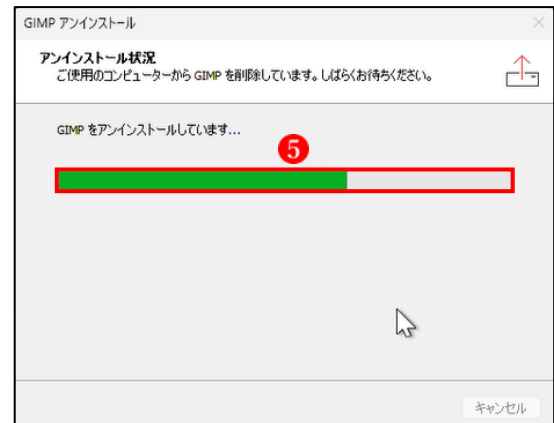 GIMP アンインストール
アンインストール状況
ご使用のコンピューターから GIMP を削除しています。しばらくお待ちください。
GIMP をアンインストールしています...
5
キャンセル